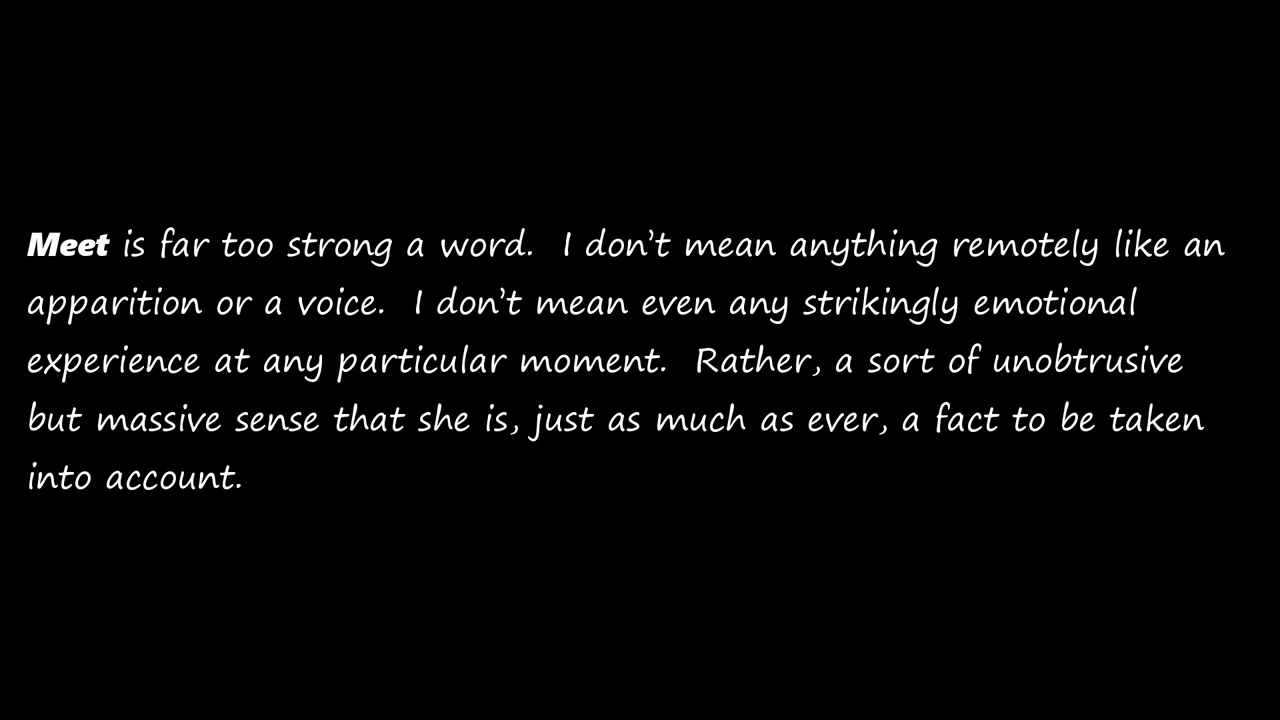 Meet is far too strong a word.  I don’t mean anything remotely like an
apparition or a voice.  I don’t mean even any strikingly emotional
experience at any particular moment.  Rather, a sort of unobtrusive
but massive sense that she is, just as much as ever, a fact to be taken
into account.